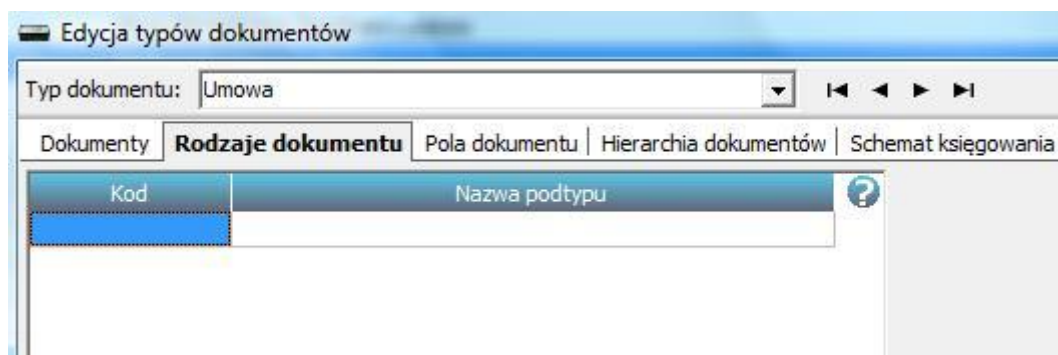 Edycja typów dokumentów
Typ dokumentu: Umowa
Dokumenty Rodzaje dokumentu Pola dokumentu Hierarchia dokumentów Schemat księgowania
Kod Nazwa podtypu